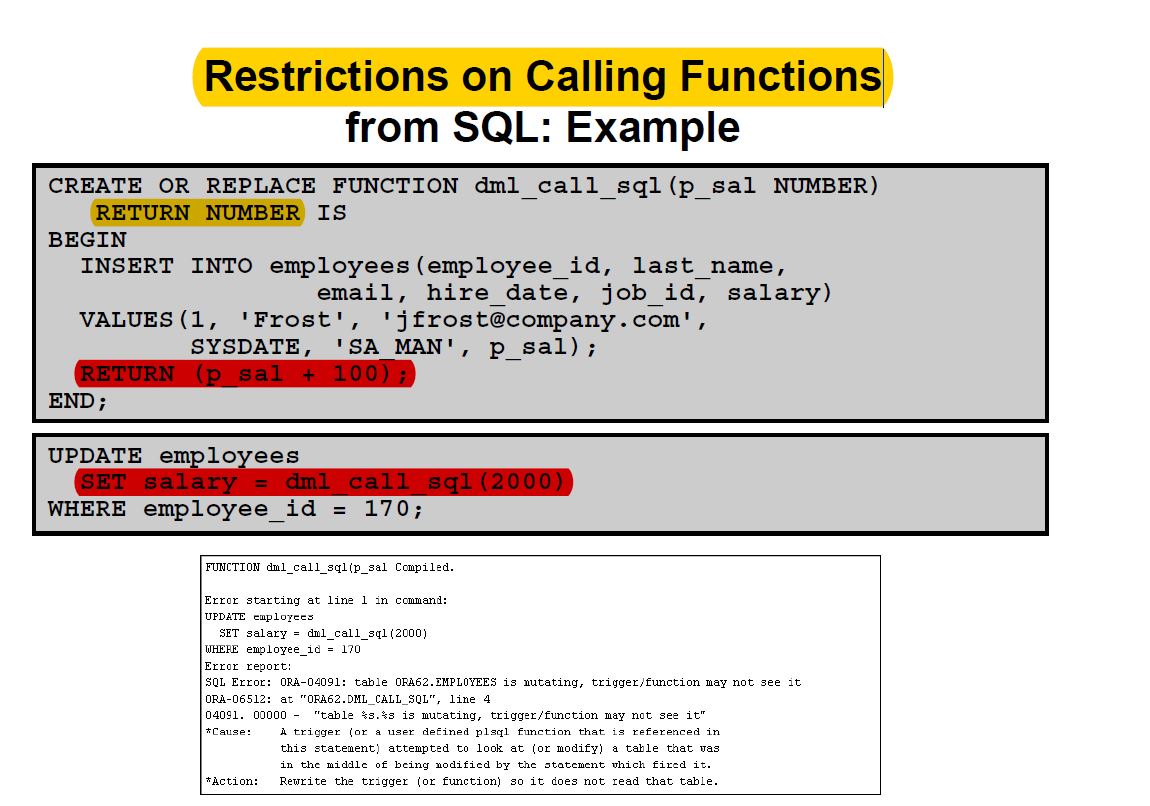 Restrictions on Calling Functions
from SQL: Example
CREATE OR REPLACE FUNCTION dml_call_sql(p_sal NUMBER)
RETURN NUMBER IS
BEGIN
INSERT INTO employees(employee_id, last_name,
email, hire_date, job_id, salary)
VALUES(1, 'Frost', 'jfrost@company.com',
SYSDATE, 'SA_MAN', p_sal);
RETURN (p_sal + 100);
END;
UPDATE employees
SET salary = dml_call_sql(2000)
WHERE employee_id = 170;
FUNCTION dml_call_sql(p_sal Compiled.
Error starting at line 1 in command:
UPDATE employees
SET salary = dml_call_sql(2000)
WHERE employee_id = 170
Error report:
SQL Error: ORA-04091: table ORA62.EMPLOYEES is mutating, trigger/function may not see it
ORA-06512: at "ORA62.DML_CALL_SQL", line 4
04091. 00000 - "table %s.%s is mutating, trigger/function may not see it"
*Cause: A trigger (or a user defined plsql function that is referenced in
this statement) attempted to look at (or modify) a table that was
in the middle of being modified by the statement which fired it.
*Action: Rewrite the trigger (or function) so it does not read that table.